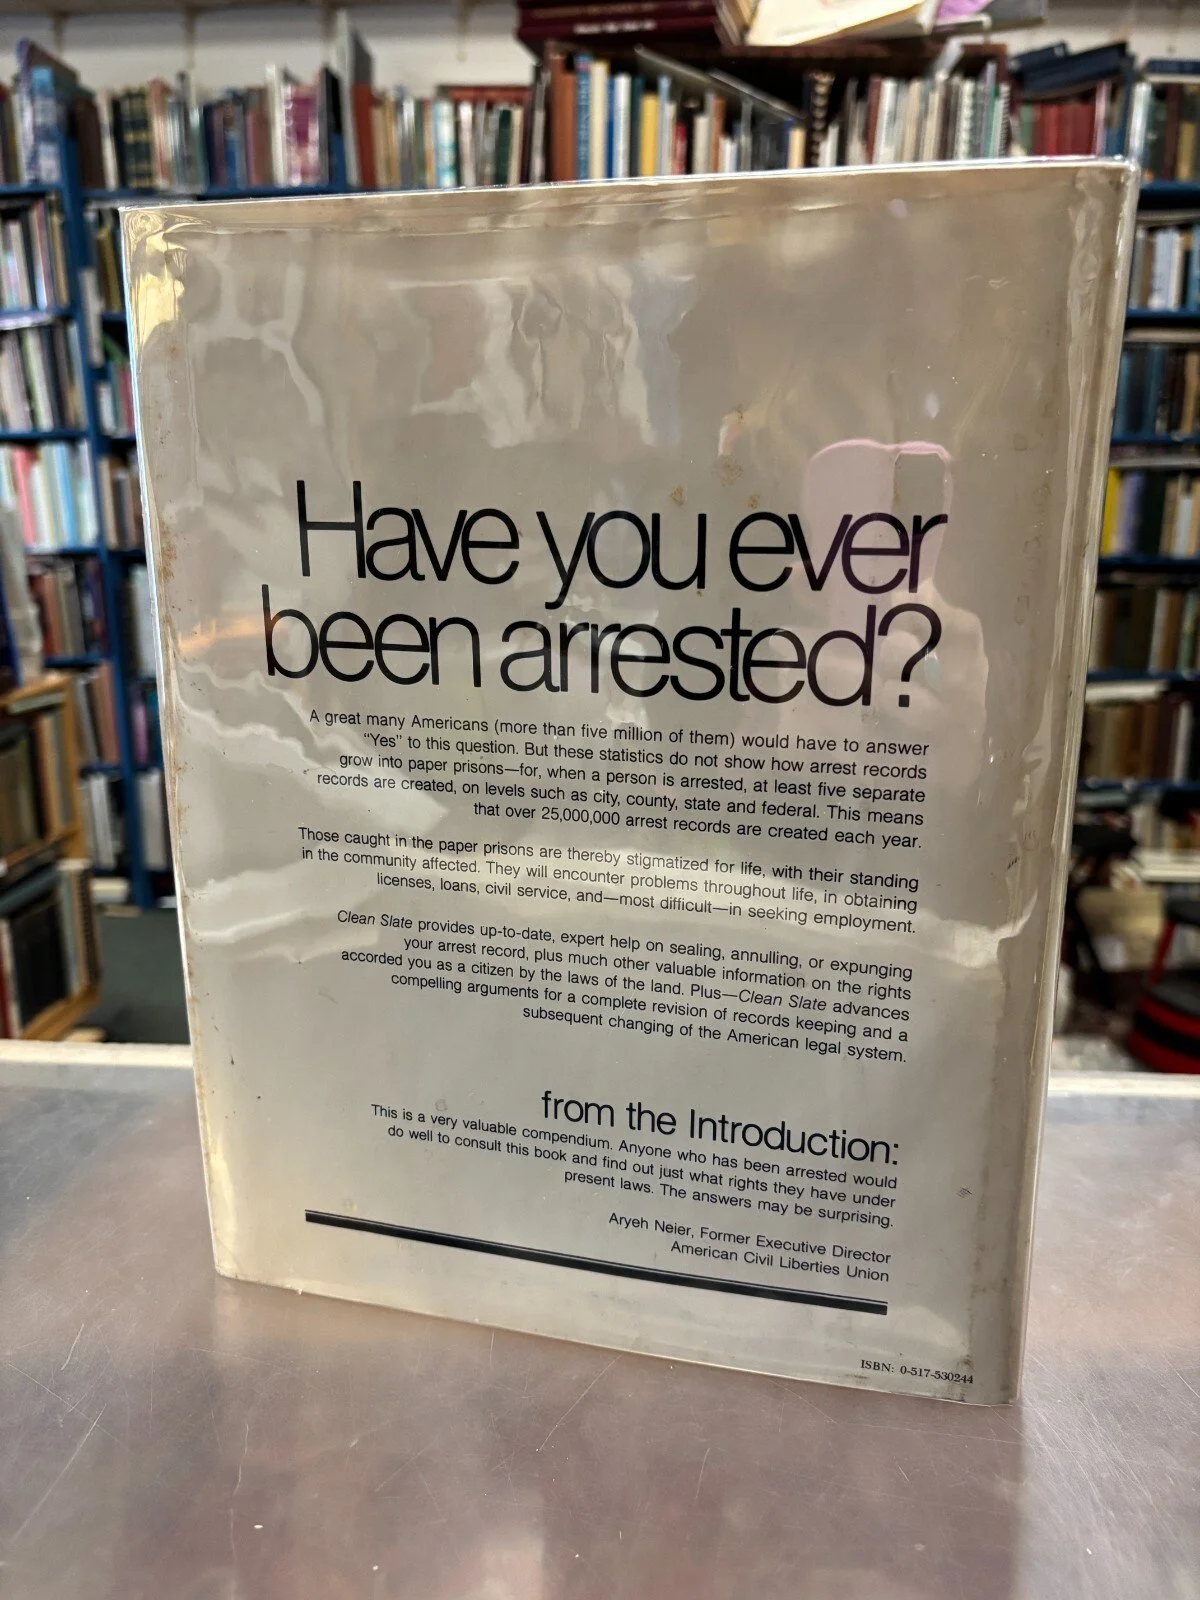 Have you ever
been arrested?
A great many Americans (more than five million of them) would have to answer
“Yes” to this question. But these statistics do not show how arrest records
grow into paper prisons—for, when a person is arrested, at least five separate
records are created, on levels such as city, county, state and federal. This means
that over 25,000,000 arrest records are created each year.
Those caught in the paper prisons are thereby stigmatized for life, with their standing
in the community affected. They will encounter problems throughout life, in obtaining
licenses, loans, civil service, and—most difficult—in seeking employment.
Clean Slate provides up-to-date, expert help on sealing, annulling, or expunging
your arrest record, plus much other valuable information on the rights
accorded you as a citizen by the laws of the land. Plus—Clean Slate advances
compelling arguments for a complete revision of records keeping and a
subsequent changing of the American legal system.
from the Introduction:
This is a very valuable compendium. Anyone who has been arrested would
do well to consult this book and find out just what rights they have under
present laws. The answers may be surprising.
Aryeh Neier, Former Executive Director
American Civil Liberties Union
ISBN: 0-517-530244